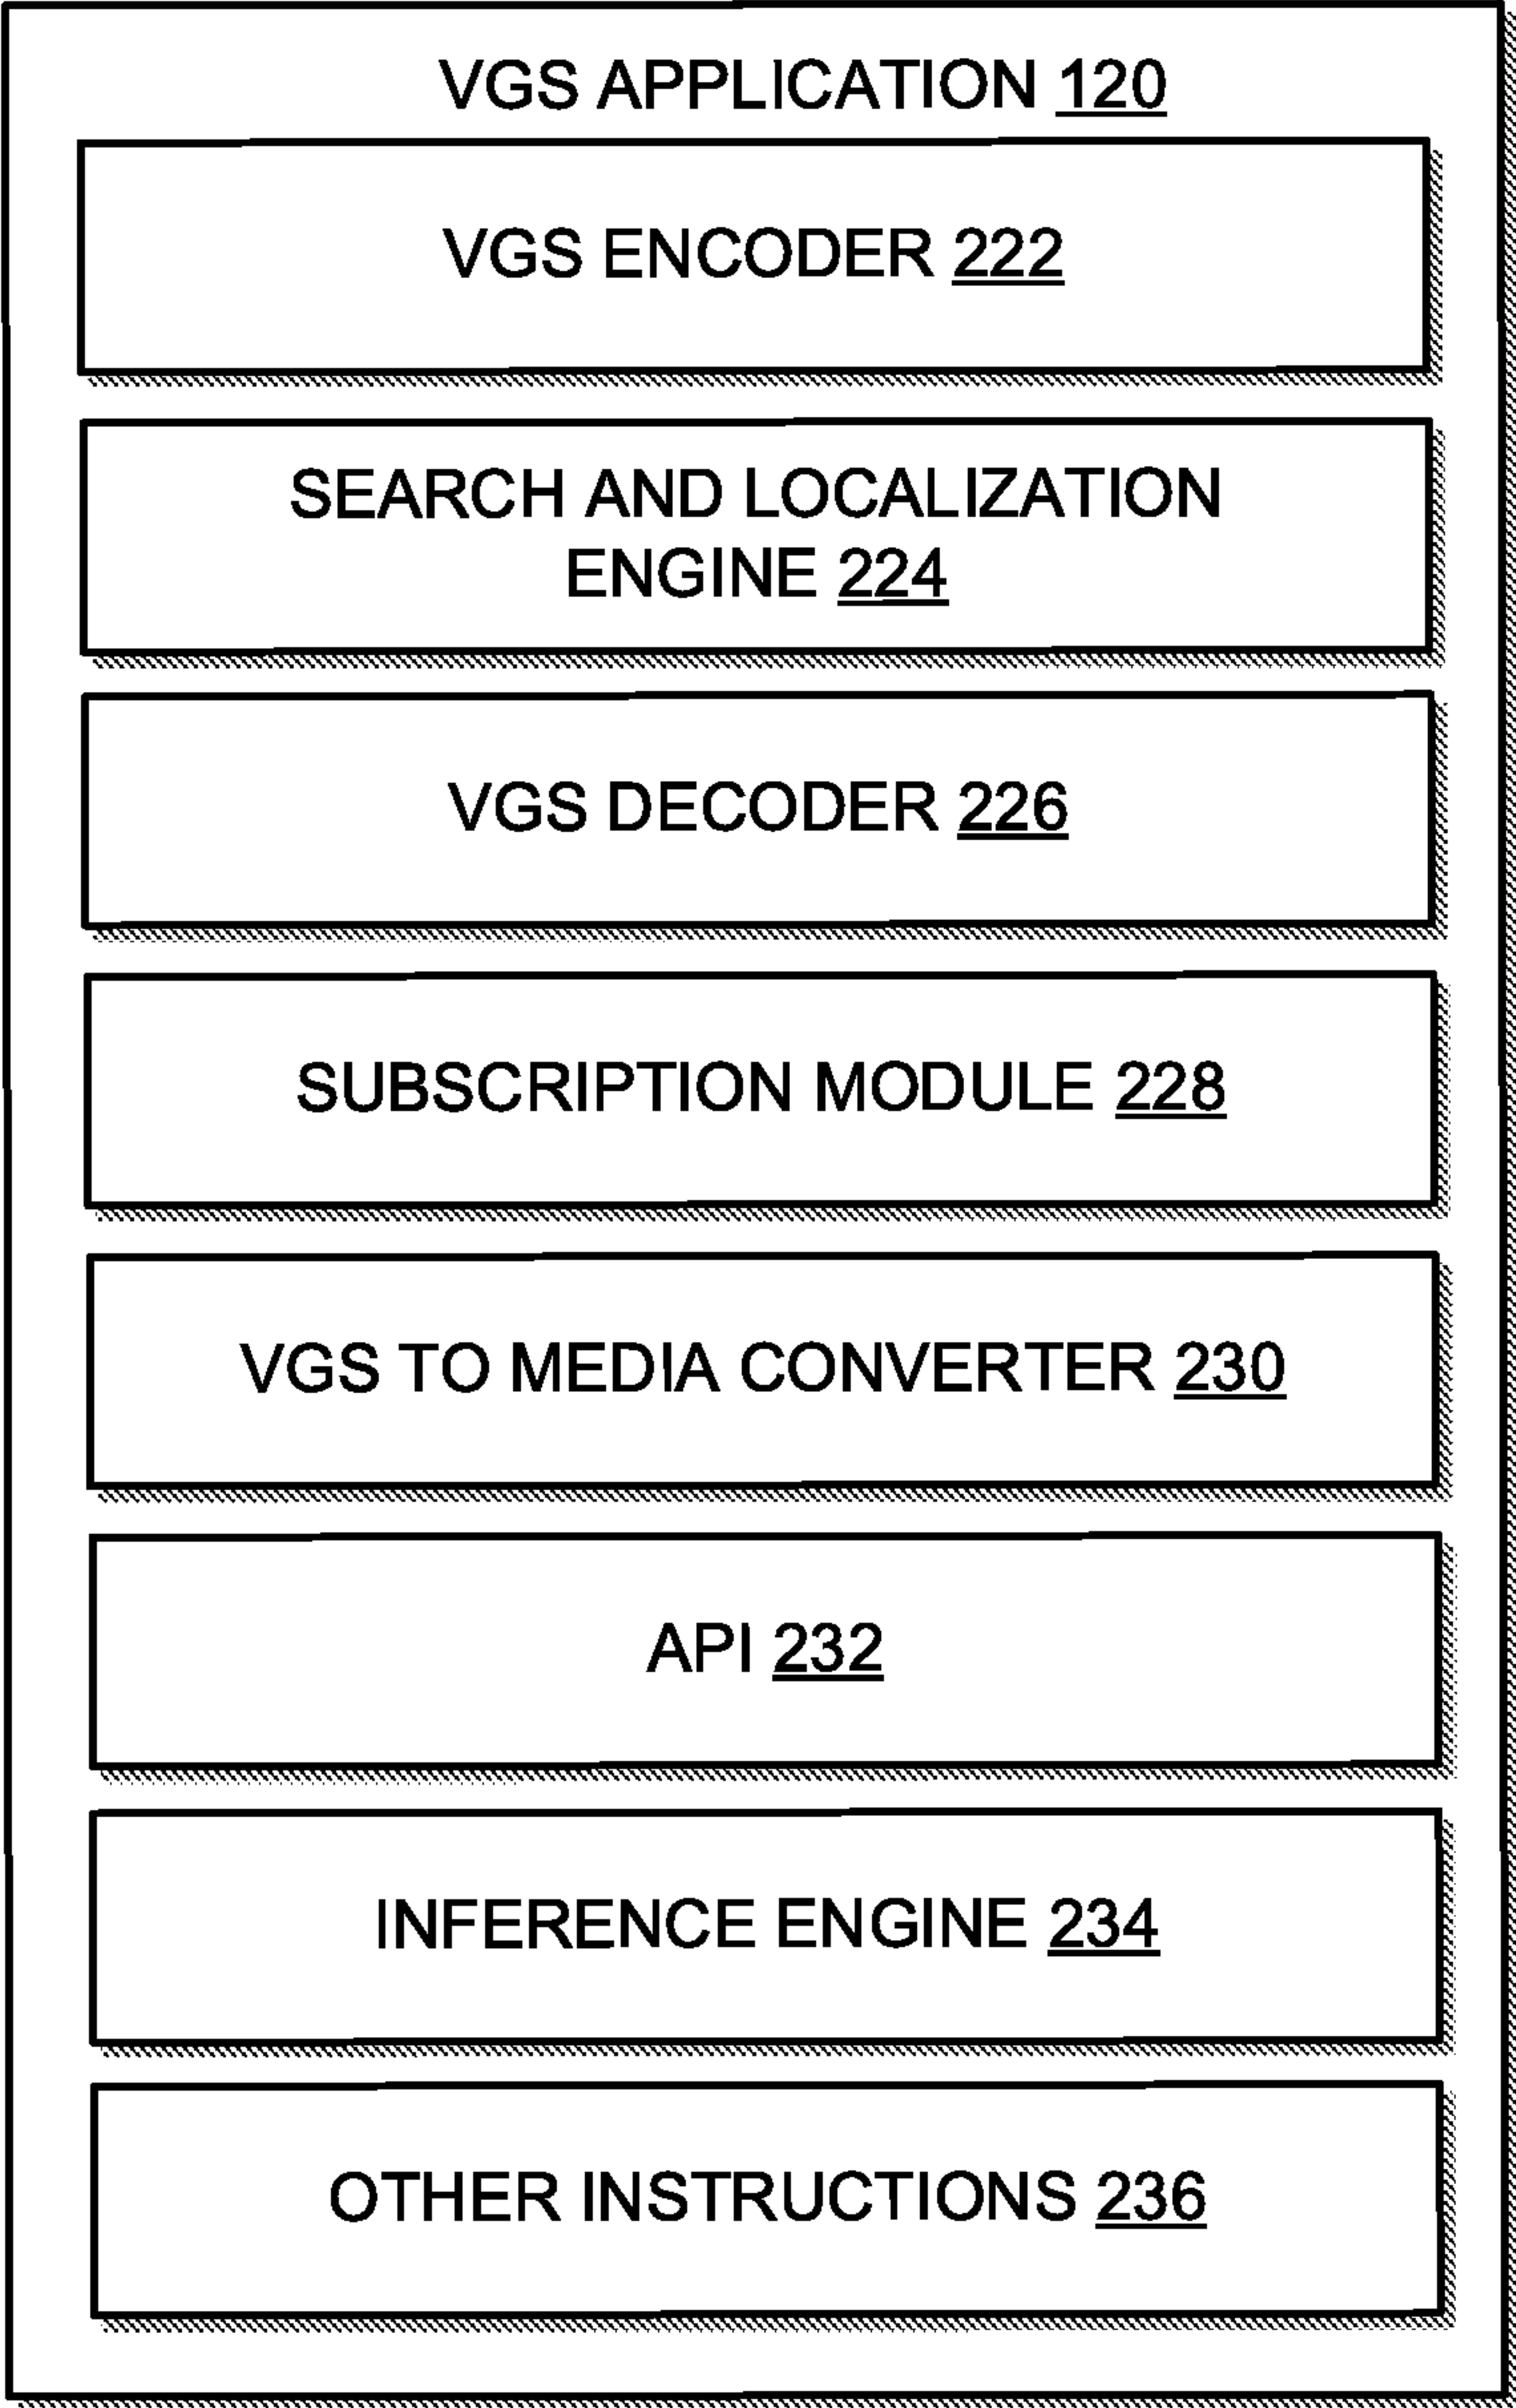 VGS APPLICATION 120
VGS ENCODER 222
SEARCH AND LOCALIZATION
ENGINE 224
VGS DECODER 226
SUBSCRIPTION MODULE 228
VGS TO MEDIA CONVERTER 230
API 232
INFERENCE ENGINE 234
OTHER INSTRUCTIONS 236